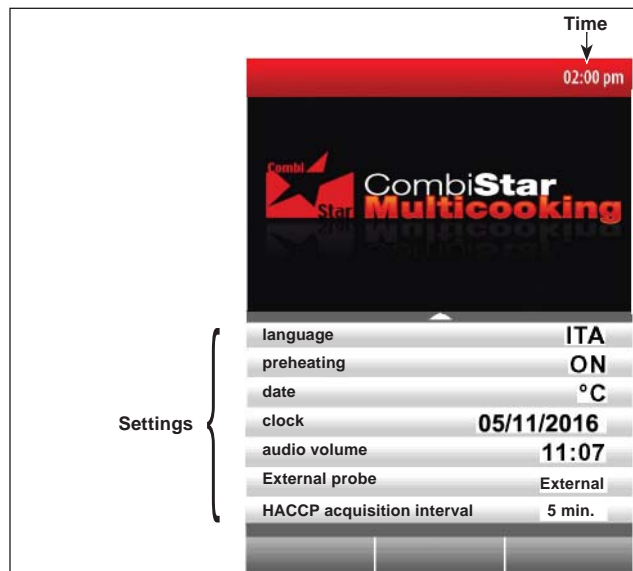 Time
02:00 pm
Combi
Star
CombiStar
Multicooking
language ITA
preheating ON
date °C
clock 05/11/2016
audio volume 11:07
External probe External
HACCP acquisition interval 5 min.
Settings